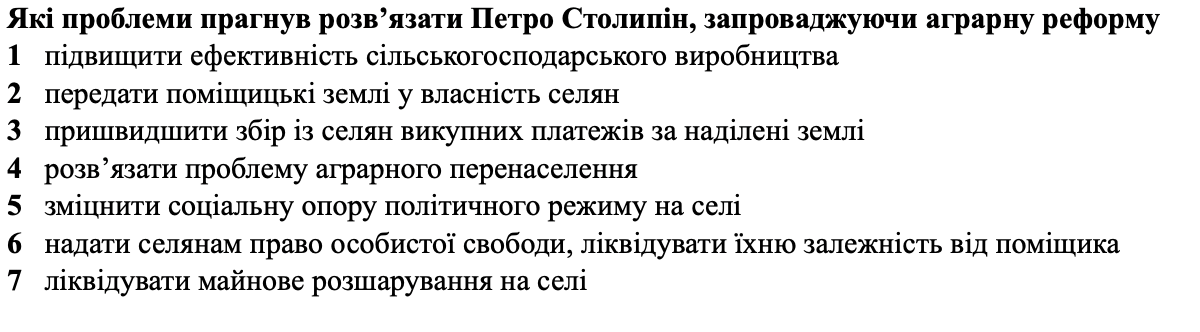 Які проблеми прагнув розв’язати Петро Столипін, запроваджуючи аграрну реформу
1 підвищити ефективність сільськогосподарського виробництва
2 передати поміщицькі землі у власність селян
3 пришвидшити збір із селян викупних платежів за наділені землі
4 розв’язати проблему аграрного перенаселення
5 зміцнити соціальну опору політичного режиму на селі
6 надати селянам право особистої свободи, ліквідувати їхню залежність від поміщика
7 ліквідувати майнове розшарування на селі